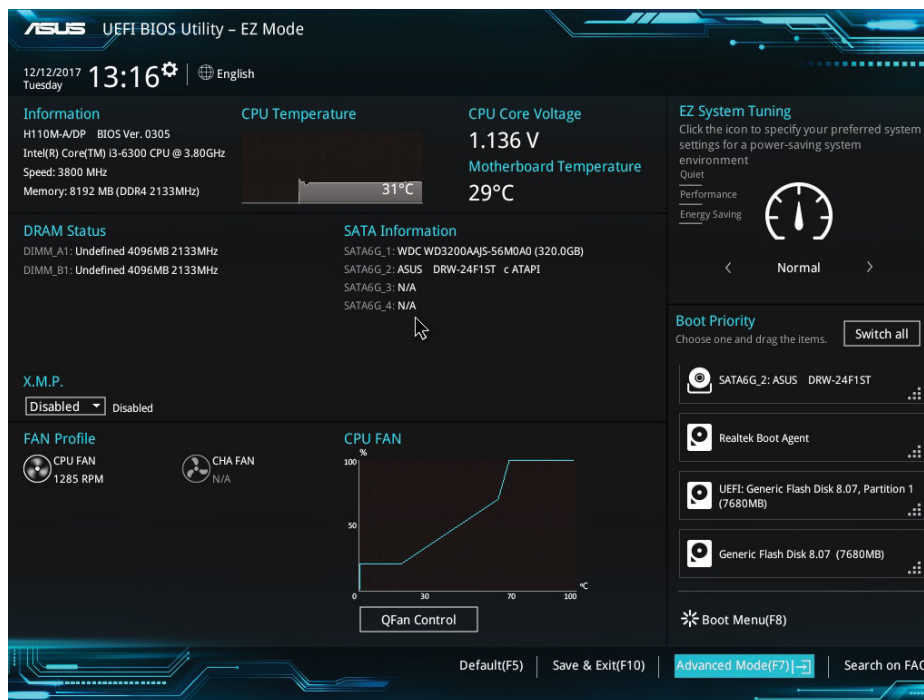 ASUS UEFI BIOS Utility – EZ Mode
12/12/2017
Tuesday
13:16
English
Information
H110M-A/DP BIOS Ver. 0305
Intel(R) Core(TM) i3-6300 CPU @ 3.80GHz
Speed: 3800 MHz
Memory: 8192 MB (DDR4 2133MHz)
CPU Temperature
31°C
CPU Core Voltage
1.136 V
Motherboard Temperature
29°C
EZ System Tuning
Click the icon to specify your preferred system
settings for a power-saving system
environment
Quiet
Performance
Energy Saving
Normal
DRAM Status
DIMM_A1: Undefined 4096MB 2133MHz
DIMM_B1: Undefined 4096MB 2133MHz
SATA Information
SATA6G_1: WDC WD3200AAJS-56M0A0 (320.0GB)
SATA6G_2: ASUS DRW-24F1ST c ATAPI
SATA6G_3: N/A
SATA6G_4: N/A
Boot Priority
Choose one and drag the items.
Switch all
SATA6G_2: ASUS DRW-24F1ST
Realtek Boot Agent
UEFI: Generic Flash Disk 8.07, Partition 1
(7680MB)
Generic Flash Disk 8.07 (7680MB)
Boot Menu(F8)
X.M.P.
Disabled Disabled
FAN Profile
CPU FAN
1285 RPM
CHA FAN
N/A
CPU FAN
%
100
50
0 30 70 100
°C
QFan Control
Default(F5) Save & Exit(F10) Advanced Mode(F7) Search on FAQ